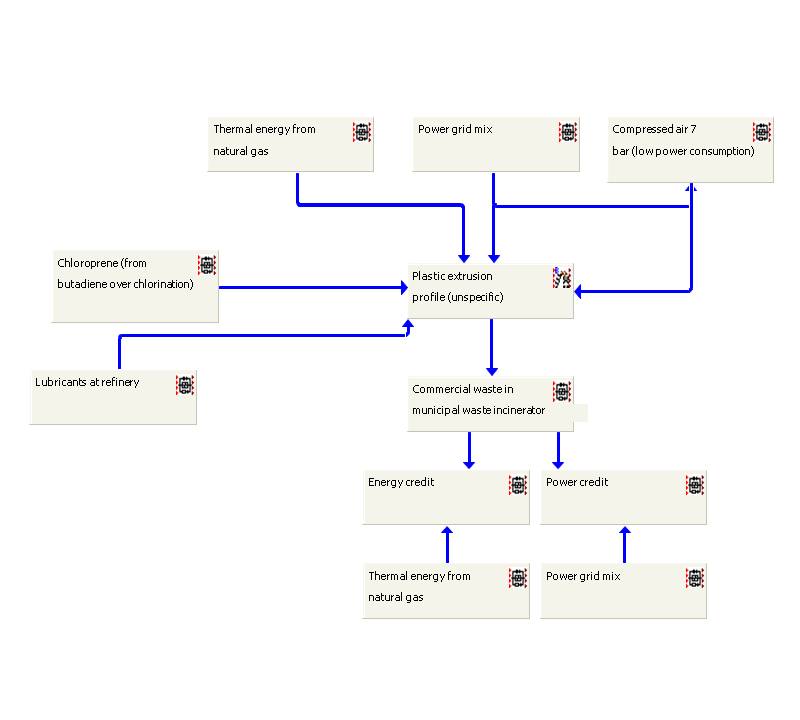 Thermal energy from
natural gas
Power grid mix
Compressed air 7
bar (low power consumption)
Chloroprene (from
butadiene over chlorination)
Plastic extrusion
profile (unspecific)
Lubricants at refinery
Commercial waste in
municipal waste incinerator
Energy credit
Power credit
Thermal energy from
natural gas
Power grid mix